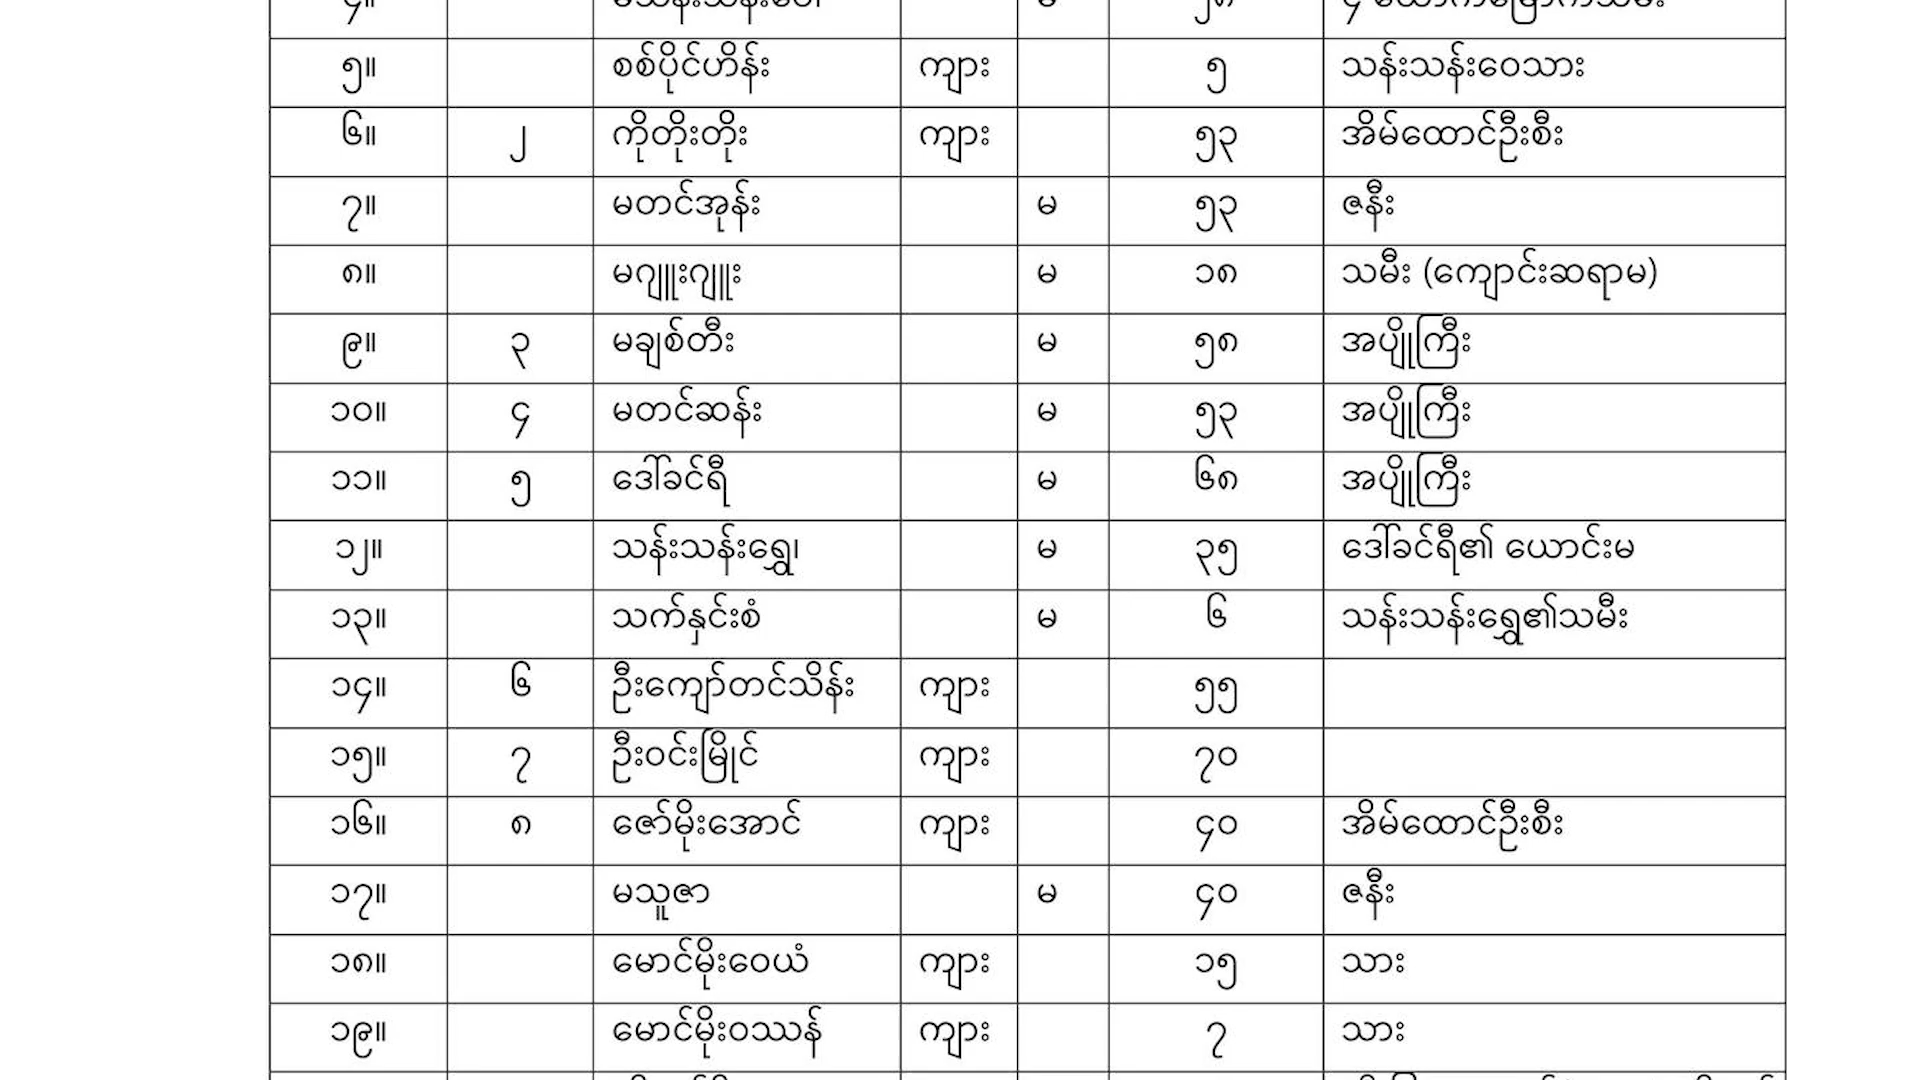 ၅။ စစ်ပိုင်ဟိန်း ကျား ၅ သန်းသန်းဝေသား
၆။ ၂ ကိုတိုးတိုး ကျား ၅၃ အိမ်ထောင်ဦးစီး
၇။ မတင်အုန်း မ ၅၃ ဇနီး
၈။ မဂျူးဂျူး မ ၁၈ သမီး (ကျောင်းဆရာမ)
၉။ ၃ မချစ်တီး မ ၅၈ အပျိုကြီး
၁၀။ ၄ မတင်ဆန်း မ ၅၃ အပျိုကြီး
၁၁။ ၅ ဒေါ်ခင်ရီ မ ၆၈ အပျိုကြီး
၁၂။ သန်းသန်းရွှေ၊ မ ၃၅ ဒေါ်ခင်ရီ၏ ယောင်းမ
၁၃။ သက်နှင်းစံ မ ၆ သန်းသန်းရွှေ၏သမီး
၁၄။ ၆ ဦးကျော်တင်သိန်း ကျား ၅၅
၁၅။ ၇ ဦးဝင်းမြိုင် ကျား ၇၀
၁၆။ ၈ ဇော်မိုးအောင် ကျား ၄၀ အိမ်ထောင်ဦးစီး
၁၇။ မသူဇာ မ ၄၀ ဇနီး
၁၈။ မောင်မိုးဝေယံ ကျား ၁၅ သား
၁၉။ မောင်မိုးဝဿန် ကျား ၇ သား